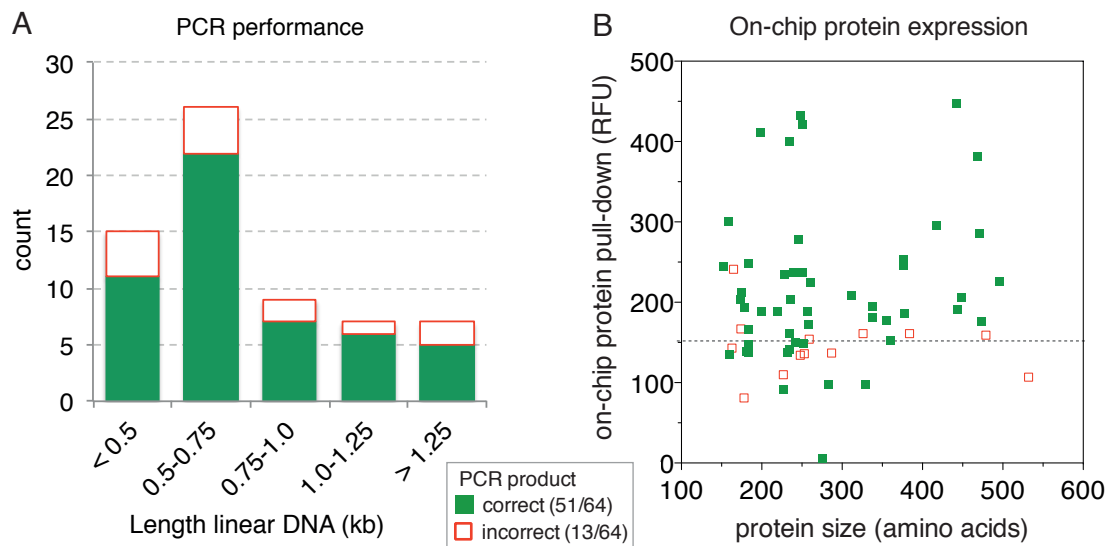 A
PCR performance
30
25
20
15
10
5
0
count
< 0.5
0.5-0.75
0.75-1.0
1.0-1.25
> 1.25
Length linear DNA (kb)
PCR product
correct (51/64)
incorrect (13/64)
B
On-chip protein expression
500
400
300
200
100
0
on-chip protein pull-down (RFU)
100
200
300
400
500
600
protein size (amino acids)